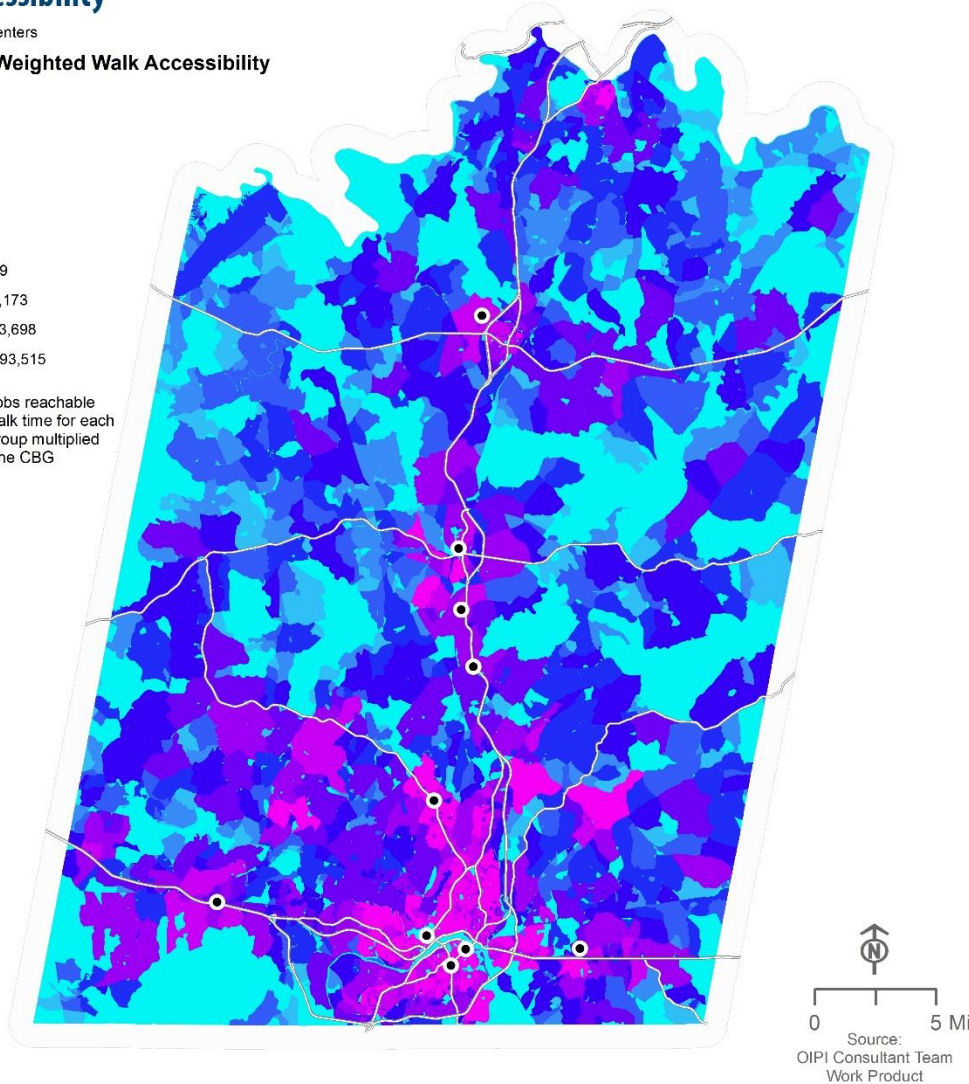 enters
Weighted Walk Accessibility
9
,173
3,698
93,515
obs reachable
alk time for each
roup multiplied
he CBG
N
0 5 Mi
Source:
OIPI Consultant Team
Work Product